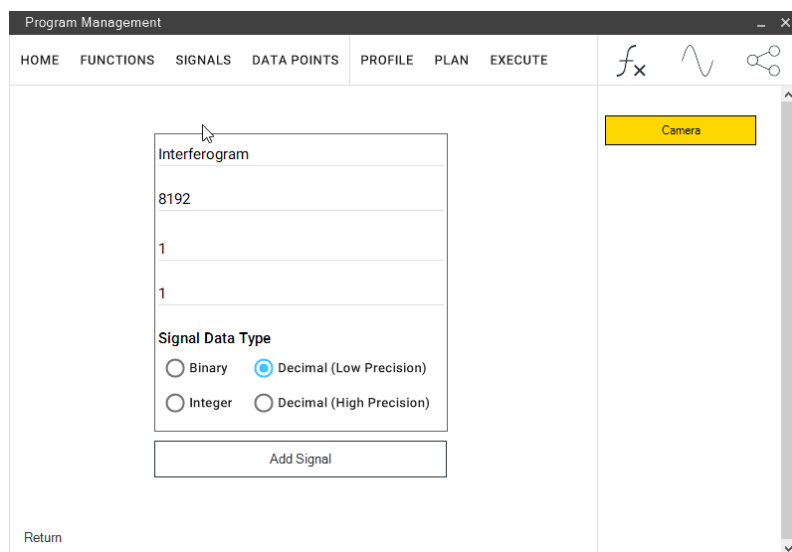 Program Management
HOME FUNCTIONS SIGNALS DATA POINTS PROFILE PLAN EXECUTE
fx
Camera
Interferogram
8192
1
1
Signal Data Type
Binary Decimal (Low Precision)
Integer Decimal (High Precision)
Add Signal
Return